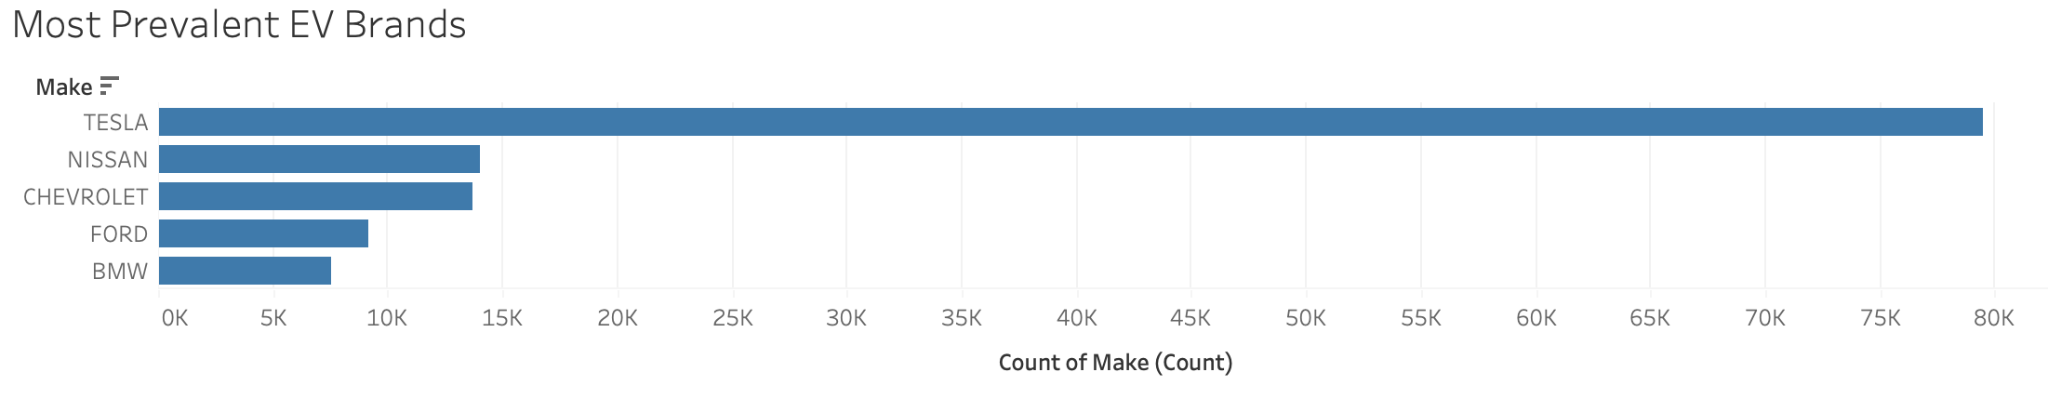 Most Prevalent EV Brands
Make
TESLA
NISSAN
CHEVROLET
FORD
BMW
0K 5K 10K 15K 20K 25K 30K 35K 40K 45K 50K 55K 60K 65K 70K 75K 80K
Count of Make (Count)